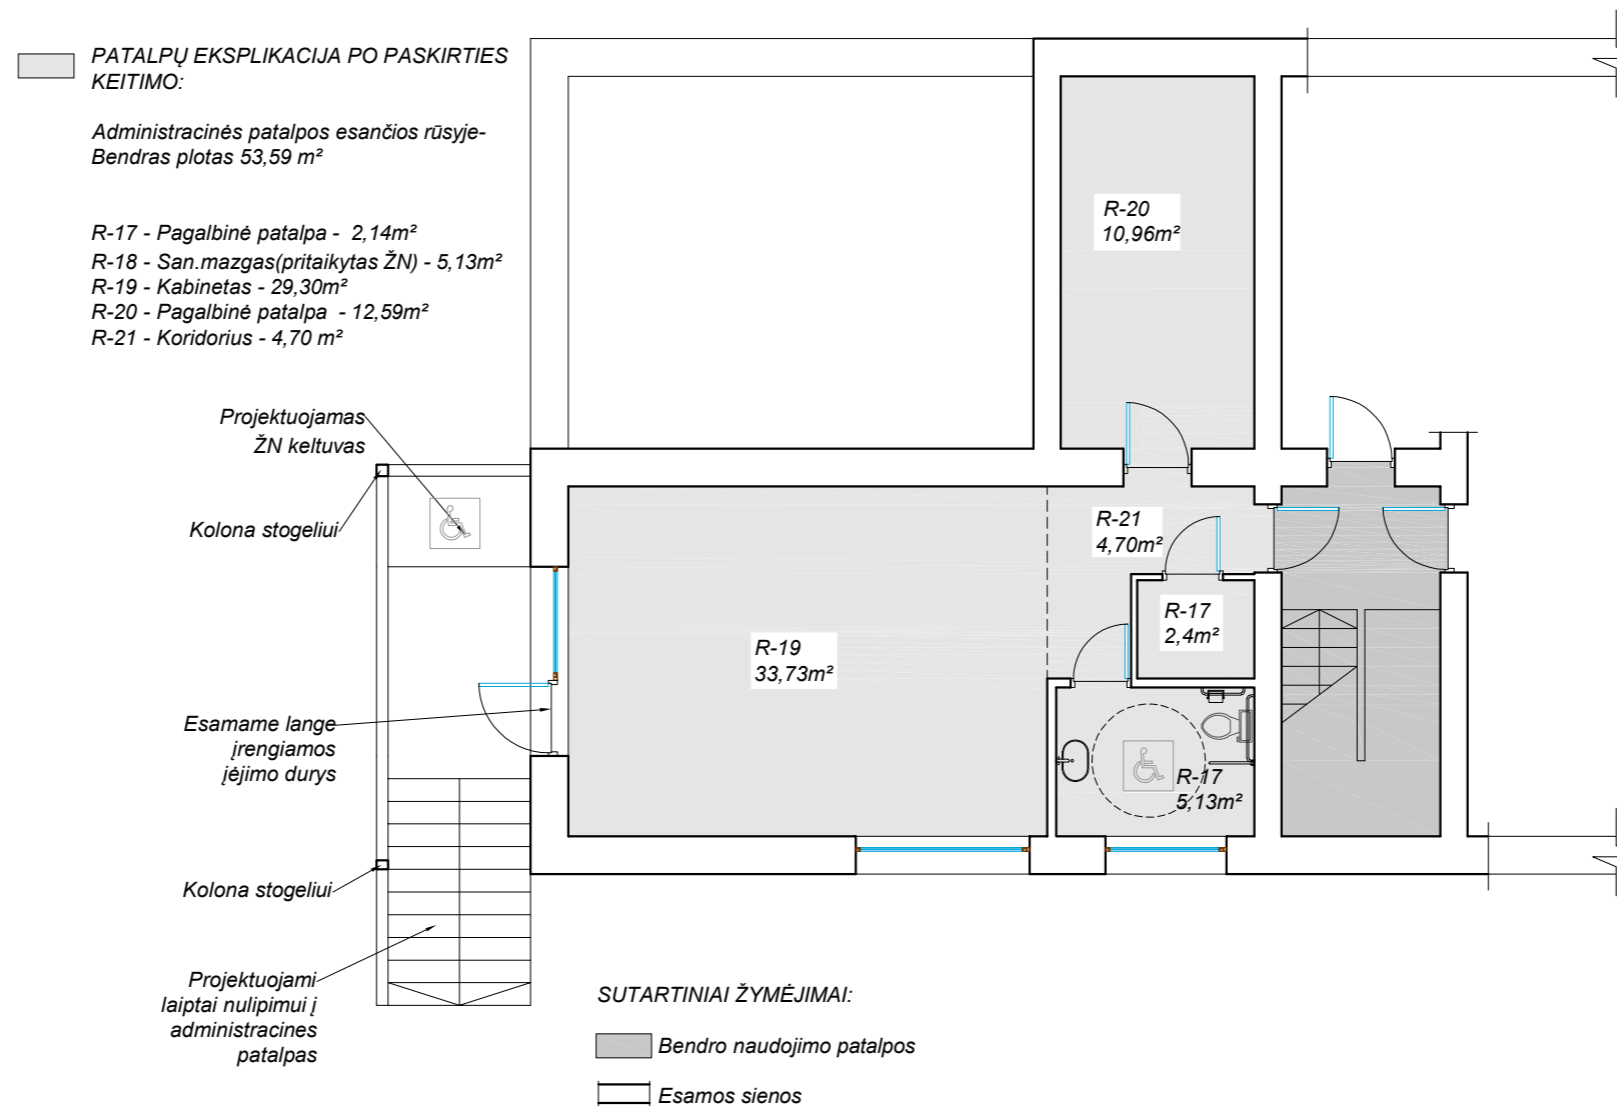 PATALPŲ EKSPLIKACIJA PO PASKIRTIES
KEITIMO:
Administracinės patalpos esančios rūsyje-
Bendras plotas 53,59 m²
R-17 - Pagalbinė patalpa - 2,14m²
R-18 - San.mazgas(pritaikytas ŽN) - 5,13m²
R-19 - Kabinetas - 29,30m²
R-20 - Pagalbinė patalpa - 12,59m²
R-21 - Koridorius - 4,70 m²
R-20
10,96m²
Projektuojamas
ŽN keltuvas
Kolona stogeliui
R-21
4,70m²
R-17
2,4m²
R-19
33,73m²
Esamame lange
įrengiamos
įėjimo durys
R-17
5,13m²
Kolona stogeliui
Projektuojami
laiptai nulipimui į
administracines
patalpas
SUTARTINIAI ŽYMĖJIMAI:
Bendro naudojimo patalpos
Esamos sienos